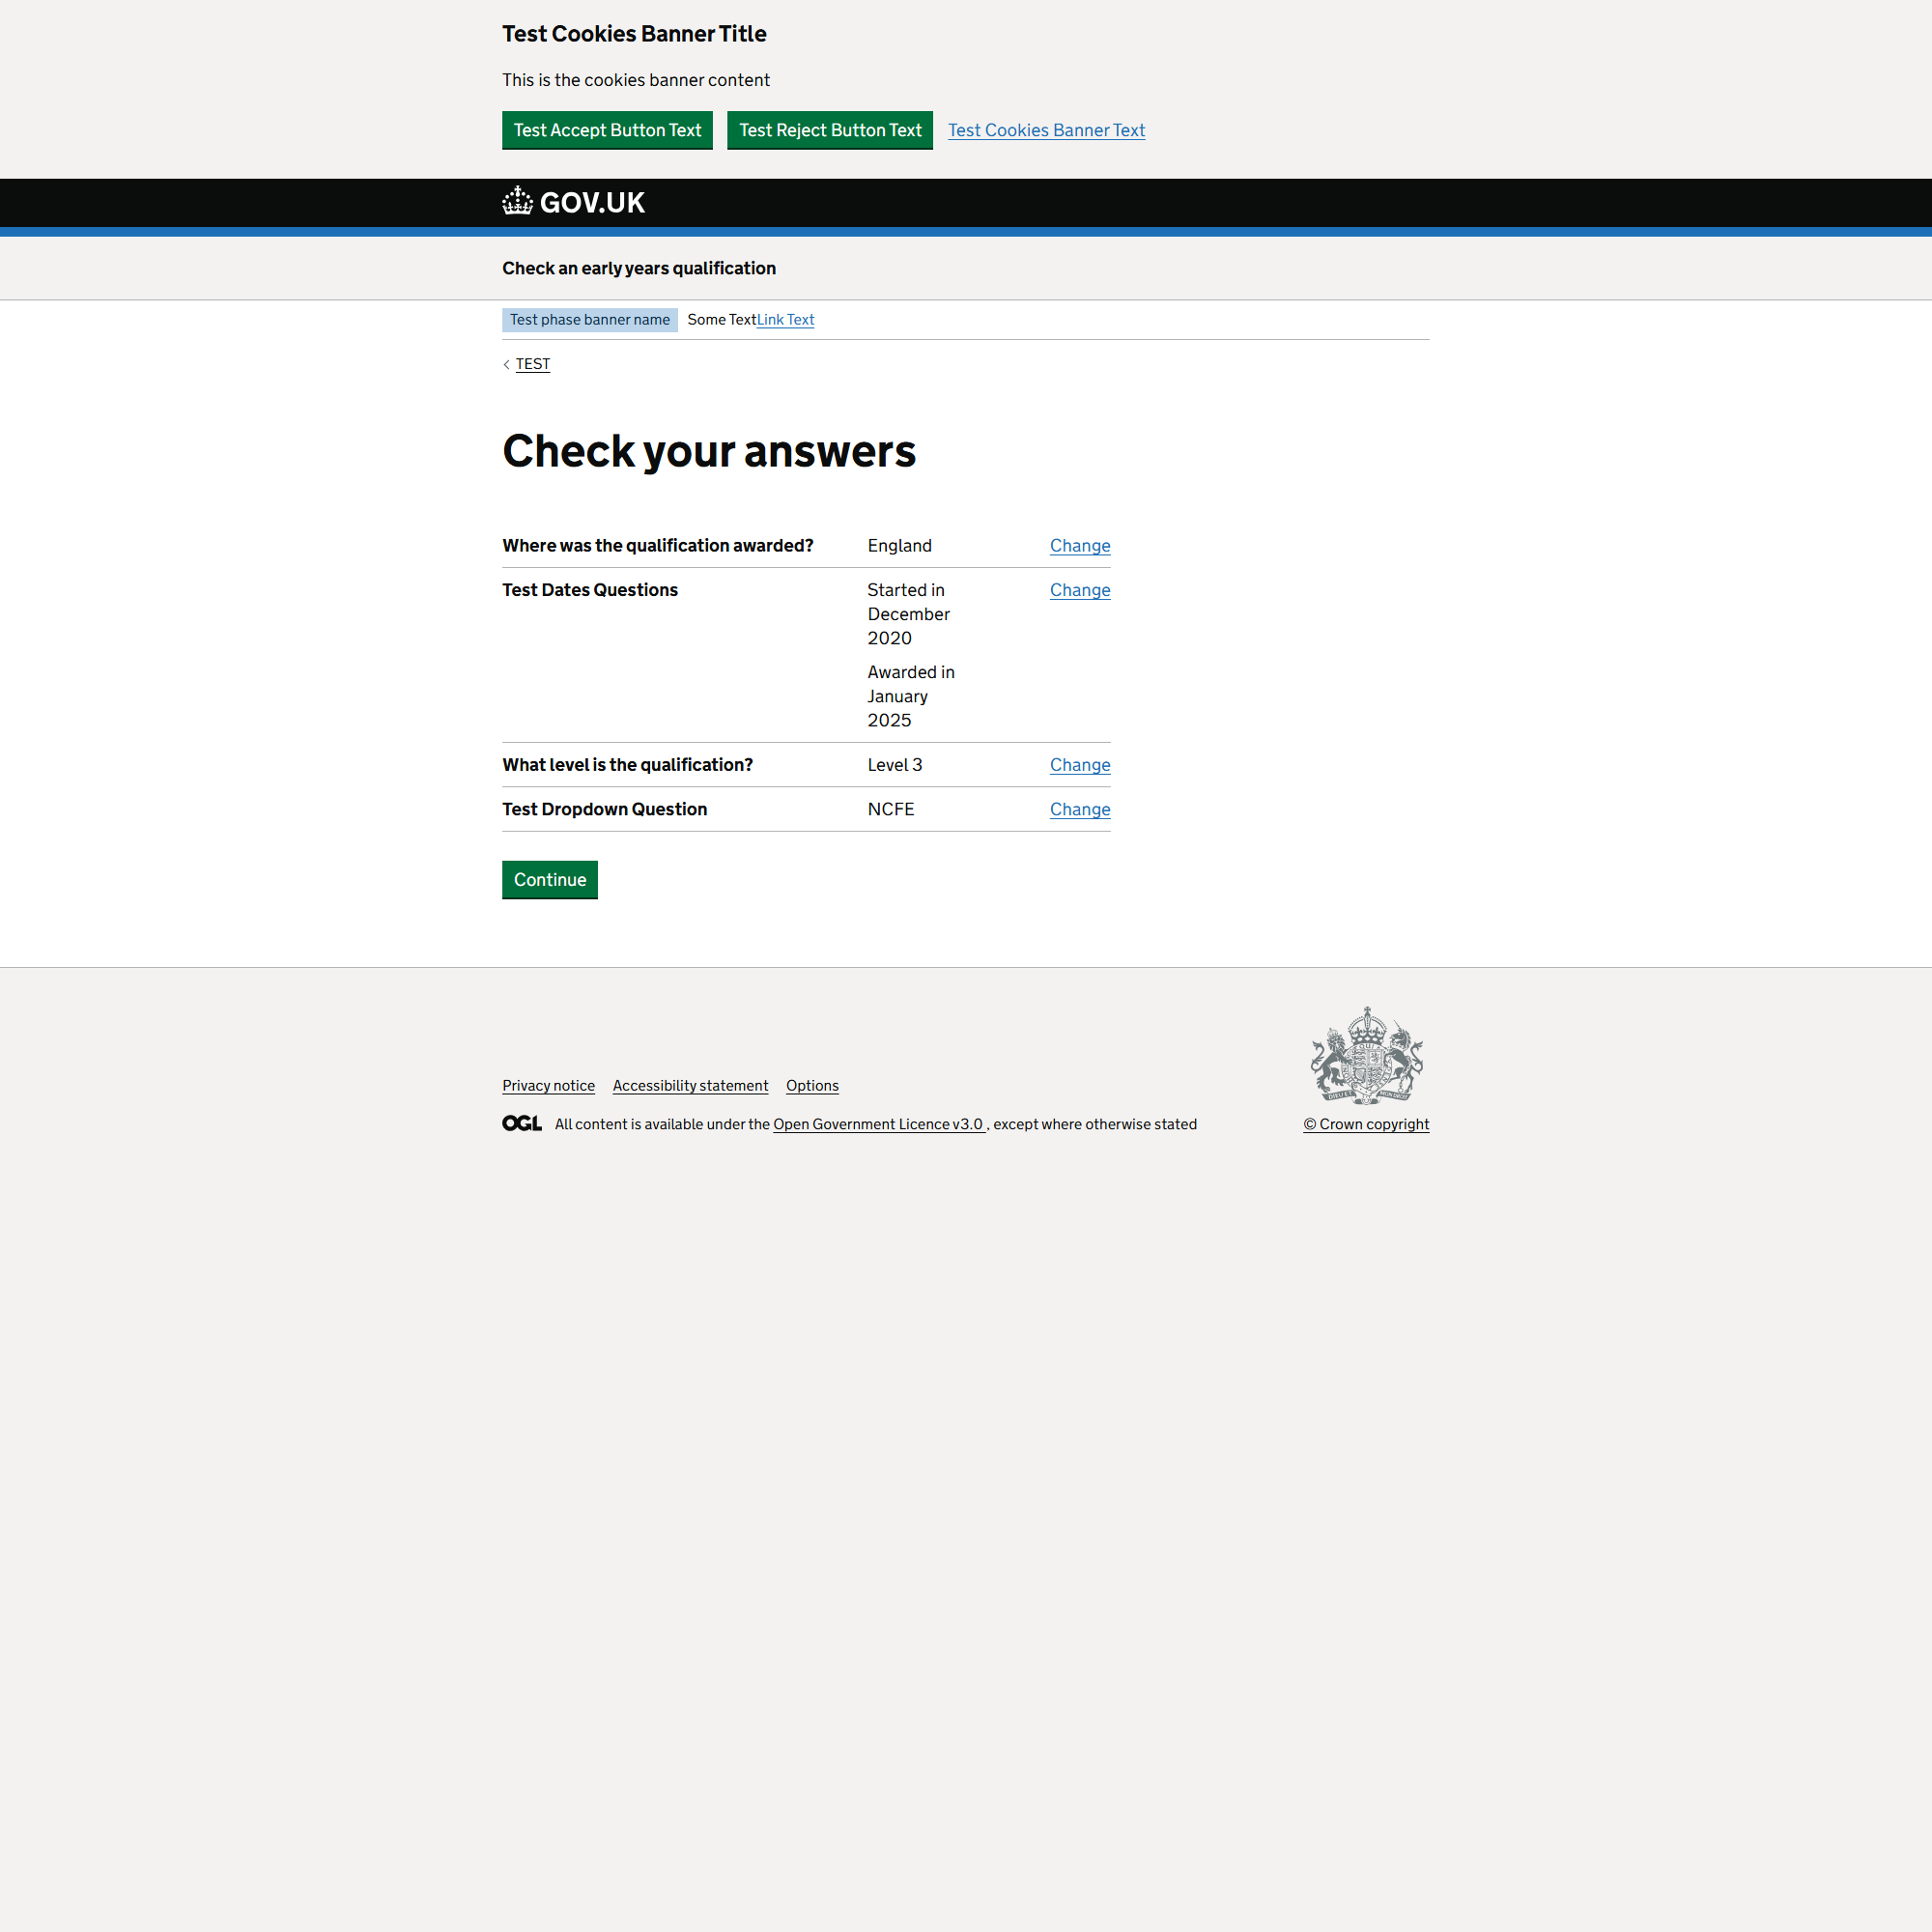 Test Cookies Banner Title
This is the cookies banner content
Test Accept Button Text Test Reject Button Text Test Cookies Banner Text
GOV.UK
Check an early years qualification
Test phase banner name Some TextLink Text
TEST
Check your answers
Where was the qualification awarded? England Change
Test Dates Questions Started in Change
December
2020
Awarded in
January
2025
What level is the qualification? Level 3 Change
Test Dropdown Question NCFE Change
Continue
Privacy notice Accessibility statement Options
OGL All content is available under the Open Government Licence v3.0 , except where otherwise stated
© Crown copyright